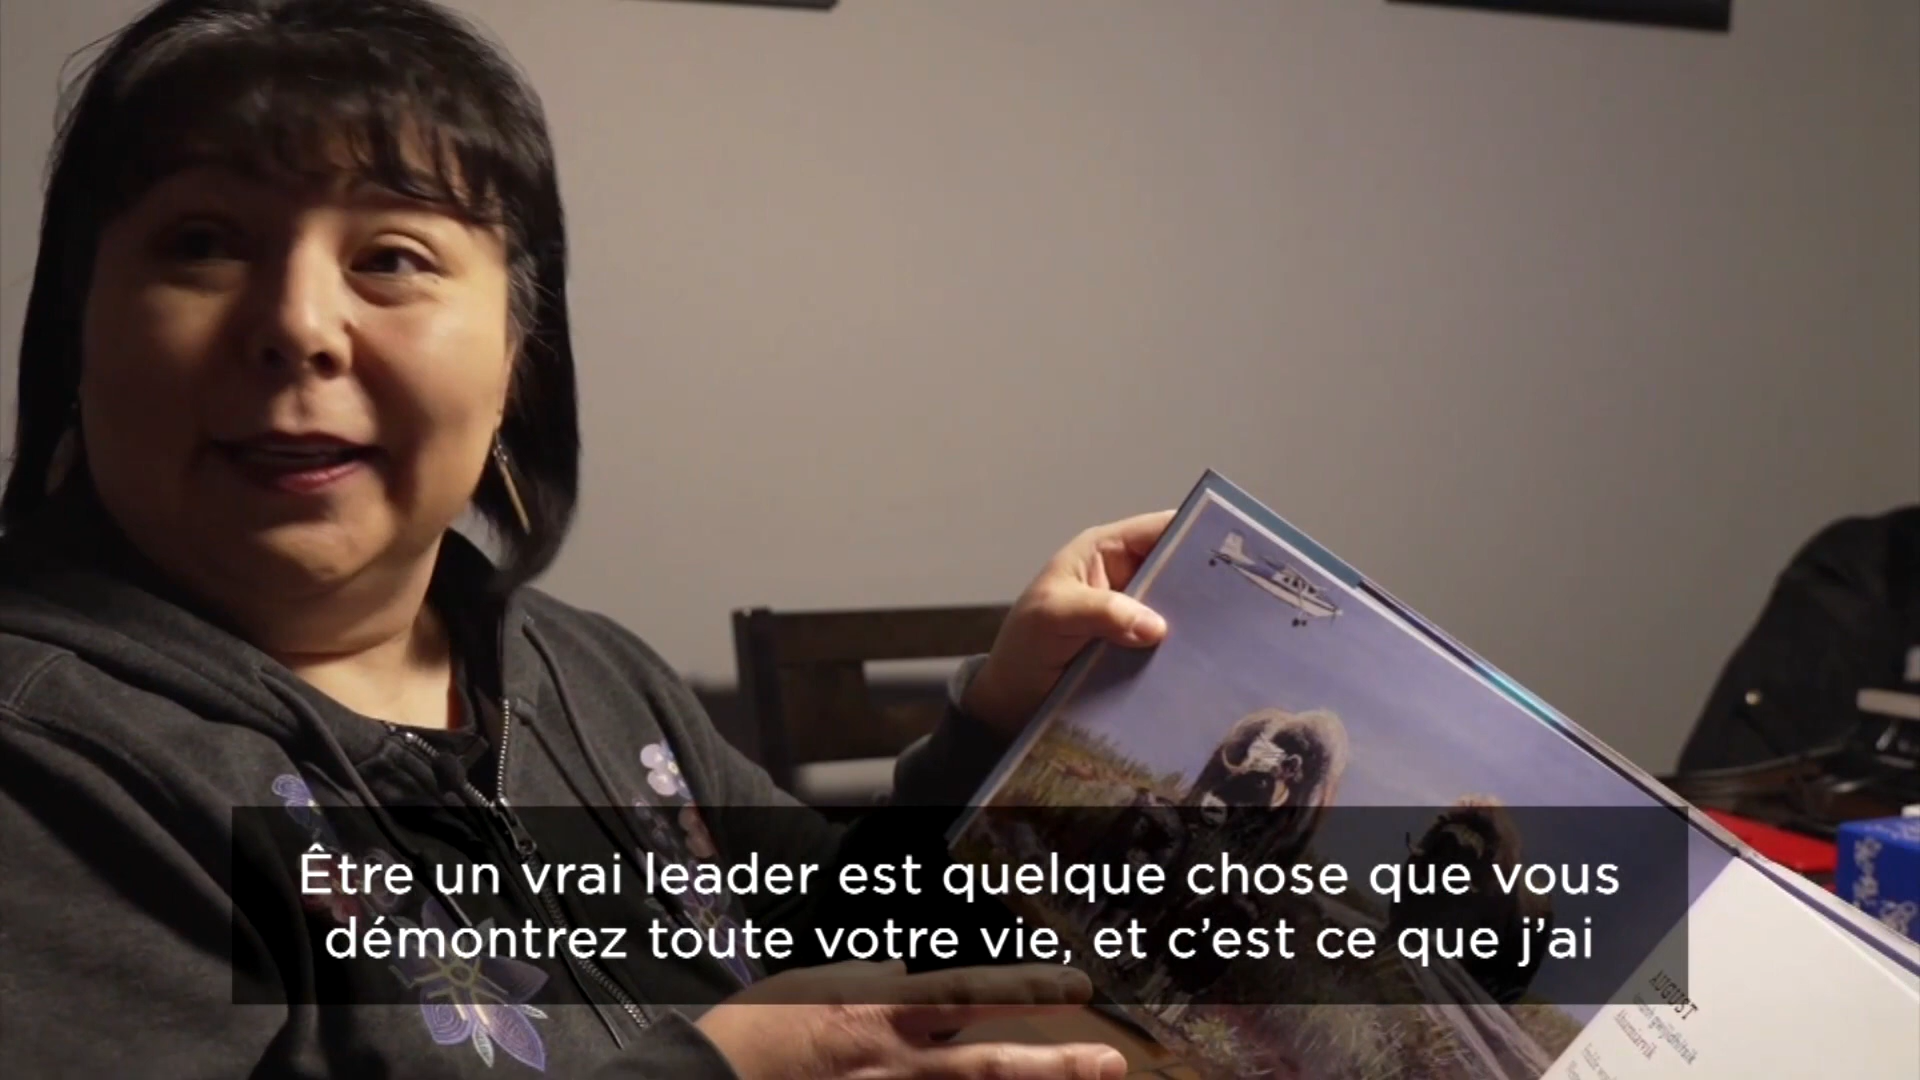 Être un vrai leader est quelque chose que vous
démontrez toute votre vie, et c’est ce que j’ai
AUGUST